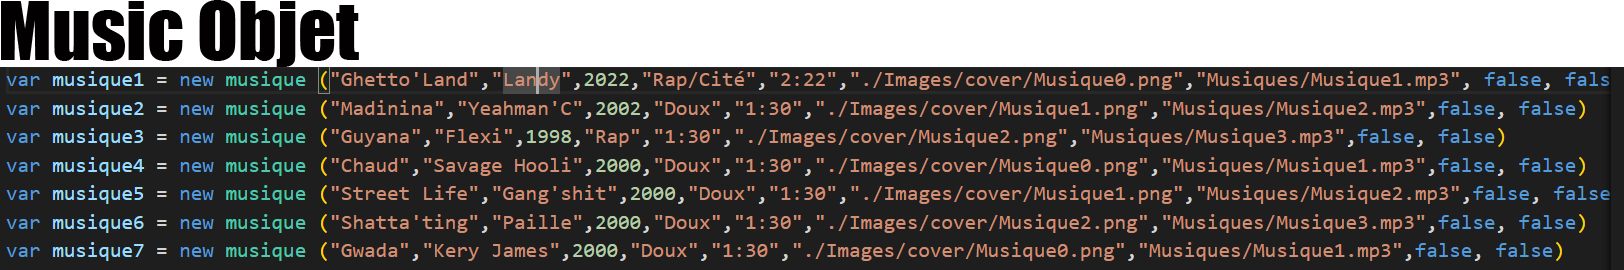 Music Objet
var musique1 = new musique ("Ghetto'Land","Landy",2022,"Rap/Cité","2:22","./Images/cover/Musique0.png","Musiques/Musique1.mp3", false, fals
var musique2 = new musique ("Madinina","Yeahman'C",2002,"Doux","1:30","./Images/cover/Musique1.png","Musiques/Musique2.mp3",false, false)
var musique3 = new musique ("Guyana","Flexi",1998,"Rap","1:30","./Images/cover/Musique2.png","Musiques/Musique3.mp3",false, false)
var musique4 = new musique ("Chaud","Savage Hooli",2000,"Doux","1:30","./Images/cover/Musique0.png","Musiques/Musique1.mp3",false, false)
var musique5 = new musique ("Street Life","Gang'shit",2000,"Doux","1:30","./Images/cover/Musique1.png","Musiques/Musique2.mp3",false, false
var musique6 = new musique ("Shatta'ting","Paille",2000,"Doux","1:30","./Images/cover/Musique2.png","Musiques/Musique3.mp3",false, false)
var musique7 = new musique ("Gwada","Kery James",2000,"Doux","1:30","./Images/cover/Musique0.png","Musiques/Musique1.mp3",false, false)